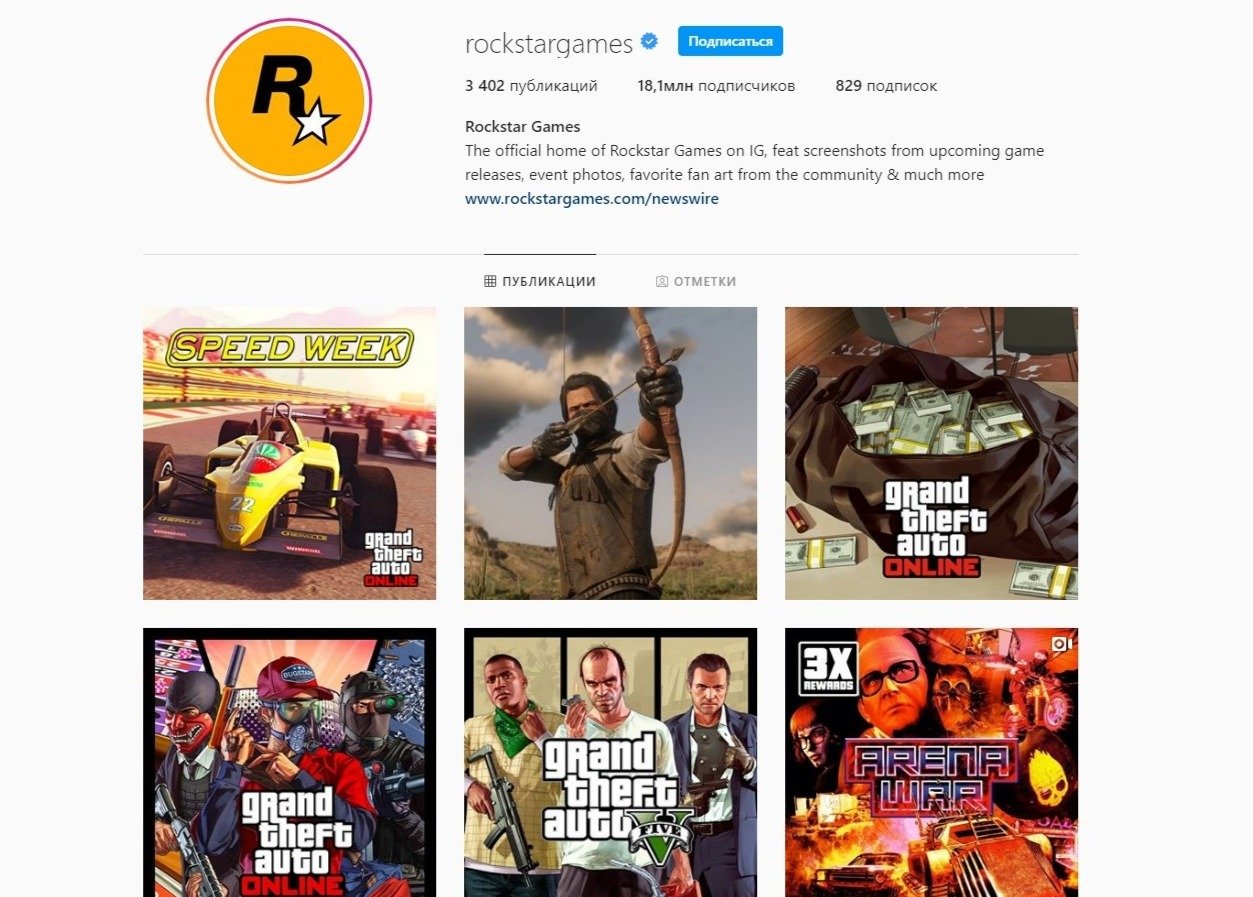 R
rockstargames
Подписаться
3 402 публикаций 18,1млн подписчиков 829 подписок
Rockstar Games
The official home of Rockstar Games on IG, feat screenshots from upcoming game
releases, event photos, favorite fan art from the community & much more
www.rockstargames.com/newswire
ПУБЛИКАЦИИ ОТМЕТКИ
SPEED WEEK
22
grand
theft
auto
ONLINE
grand
theft
auto
ONLINE
BUGSTARS
grand
theft
auto
ONLINE
grand
theft
auto
FIVE
V
3X
REWARDS
ARENA
WAR